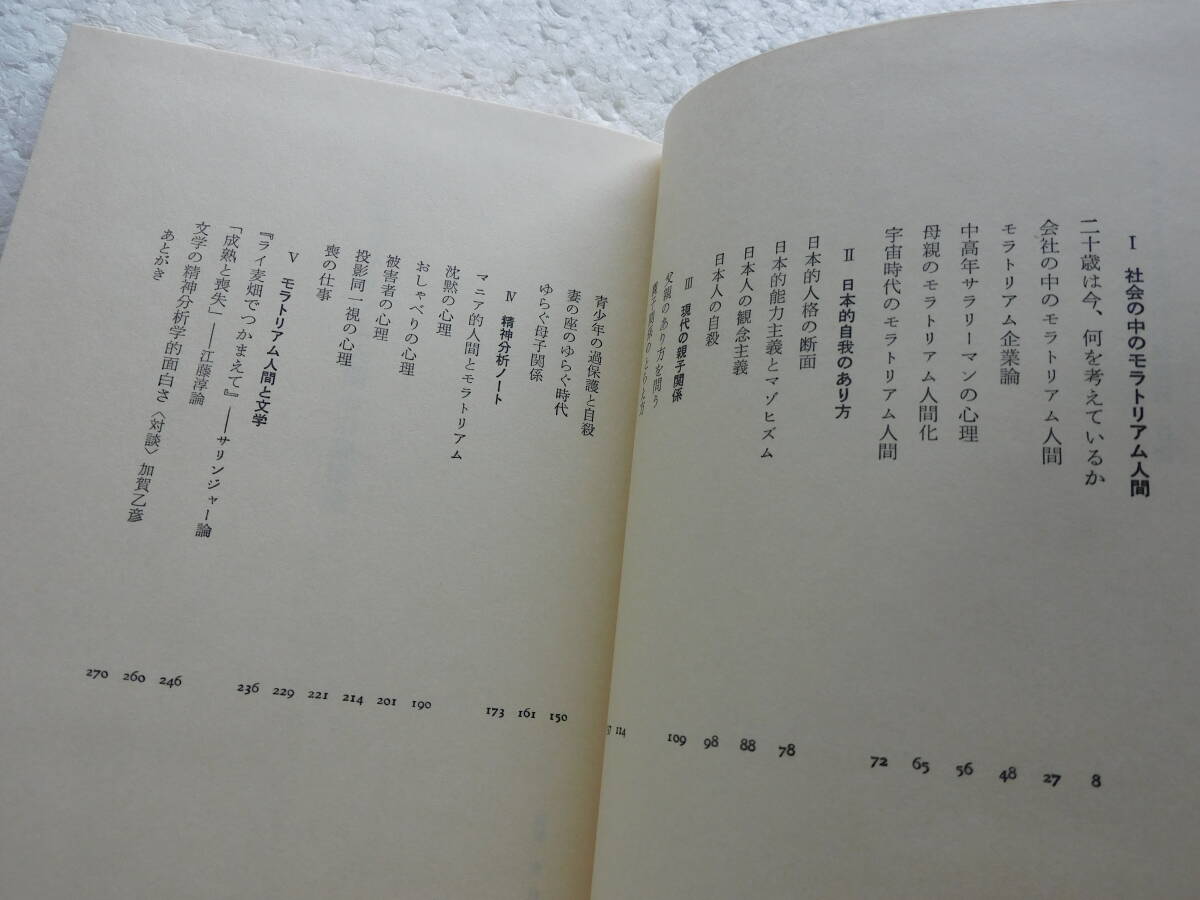 I 社会の中のモラトリアム人間
二十歳は今、何を考えているか 8
会社の中のモラトリアム人間 27
モラトリアム企業論 48
中高年サラリーマンの心理 56
母親のモラトリアム人間化 65
宇宙時代のモラトリアム人間 72
II 日本的自我のあり方
日本的人格の断面 78
日本的能力主義とマゾヒズム 88
日本人の観念主義 98
日本人の自殺 109
III 現代の親子関係
父親のあり方を問う 114
親子関係のとらえ方
青少年の過保護と自殺 150
妻の座のゆらぐ時代 161
ゆらぐ母子関係 173
IV 精神分析ノート
マニア的人間とモラトリアム 190
沈黙の心理 201
おしゃべりの心理 214
被害者の心理 221
投影同一視の心理 229
喪の仕事 236
V モラトリアム人間と文学
『ライ麦畑でつかまえて』——サリンジャー論 246
「成熟と喪失」——江藤淳論 260
文学の精神分析学的面白さ〈対談〉加賀乙彦 270
あとがき